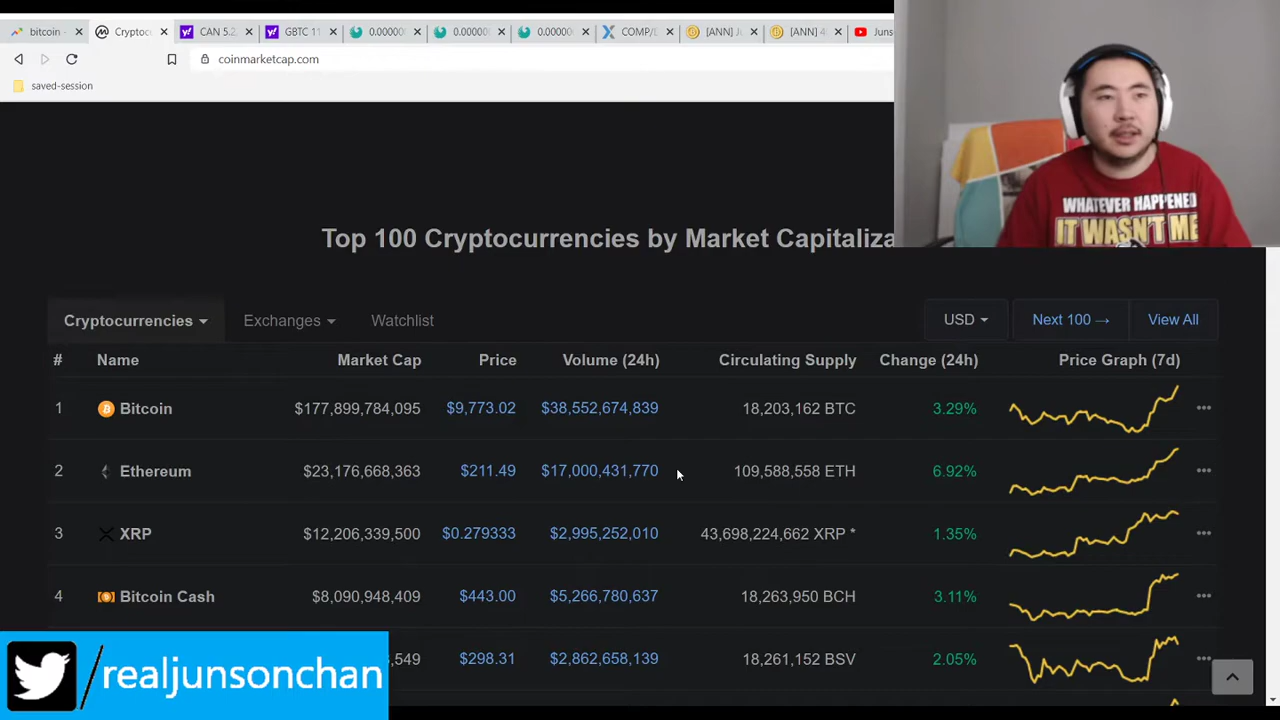 bitcoin -
Cryptoc
CAN 5.2
GBTC 11
0.00000
0.00000
0.00000
COMP/D
[ANN] J
[ANN] 4
Juns
coinmarketcap.com
saved-session
WHATEVER HAPPENED
IT WASN'T ME
Top 100 Cryptocurrencies by Market Capitaliza
Cryptocurrencies Exchanges Watchlist USD Next 100 → View All
# Name Market Cap Price Volume (24h) Circulating Supply Change (24h) Price Graph (7d)
1 Bitcoin $177,899,784,095 $9,773.02 $38,552,674,839 18,203,162 BTC 3.29%
2 Ethereum $23,176,668,363 $211.49 $17,000,431,770 109,588,558 ETH 6.92%
3 XRP $12,206,339,500 $0.279333 $2,995,252,010 43,698,224,662 XRP * 1.35%
4 Bitcoin Cash $8,090,948,409 $443.00 $5,266,780,637 18,263,950 BCH 3.11%
549 $298.31 $2,862,658,139 18,261,152 BSV 2.05%
/realjunsonchan